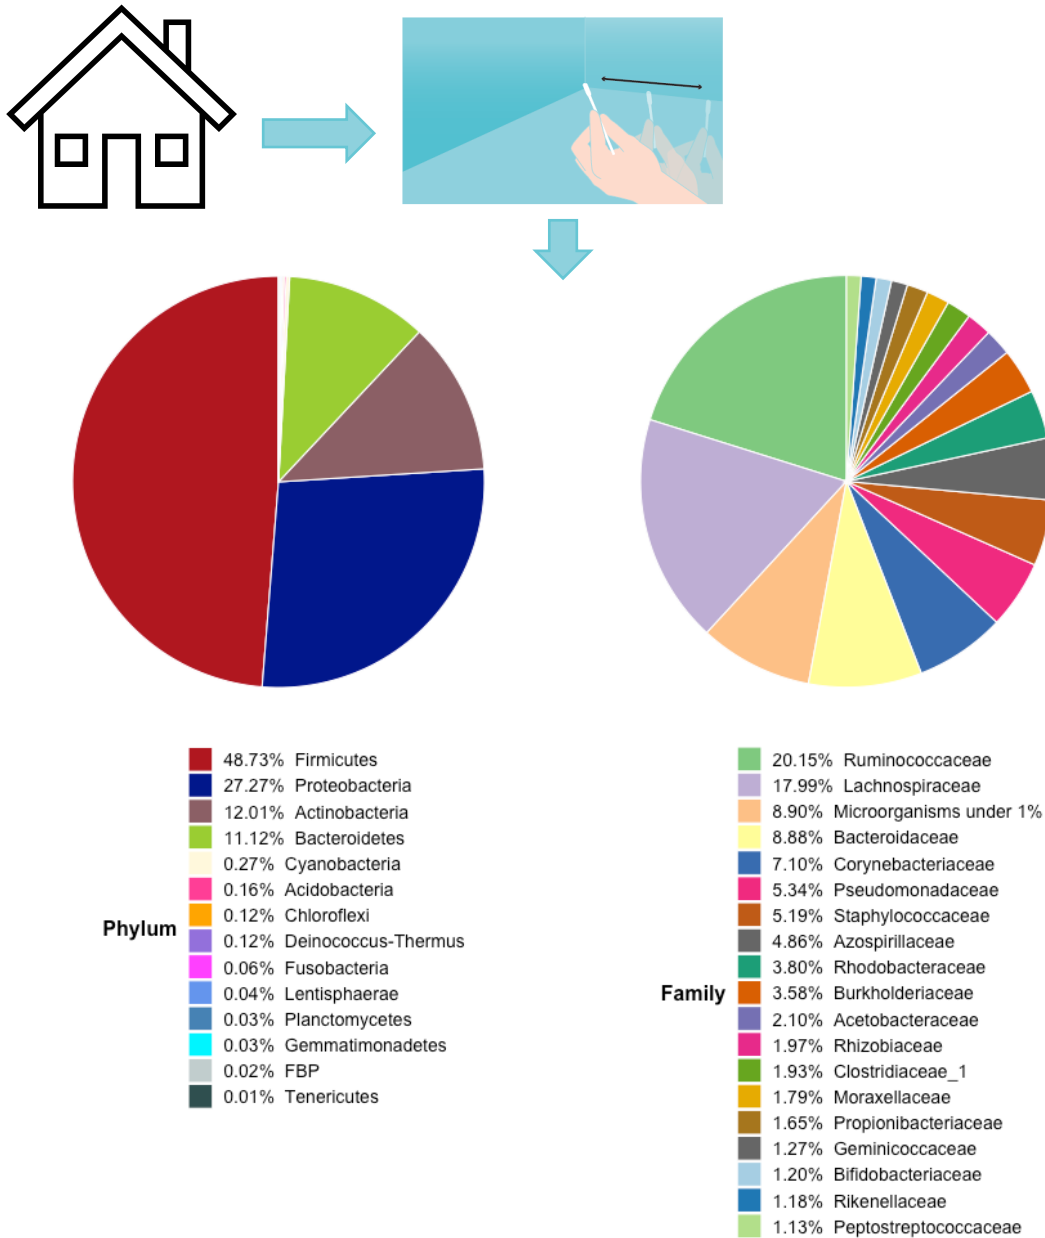 48.73% Firmicutes
27.27% Proteobacteria
12.01% Actinobacteria
11.12% Bacteroidetes
0.27% Cyanobacteria
0.16% Acidobacteria
0.12% Chloroflexi
Phylum
0.12% Deinococcus-Thermus
0.06% Fusobacteria
0.04% Lentisphaerae
0.03% Planctomycetes
0.03% Gemmatimonadetes
0.02% FBP
0.01% Tenericutes
20.15% Ruminococcaceae
17.99% Lachnospiraceae
8.90% Microorganisms under 1%
8.88% Bacteroidaceae
7.10% Corynebacteriaceae
5.34% Pseudomonadaceae
5.19% Staphylococcaceae
4.86% Azospirillaceae
3.80% Rhodobacteraceae
Family
3.58% Burkholderiaceae
2.10% Acetobacteraceae
1.97% Rhizobiaceae
1.93% Clostridiaceae_1
1.79% Moraxellaceae
1.65% Propionibacteriaceae
1.27% Geminicoccaceae
1.20% Bifidobacteriaceae
1.18% Rikenellaceae
1.13% Peptostreptococcaceae